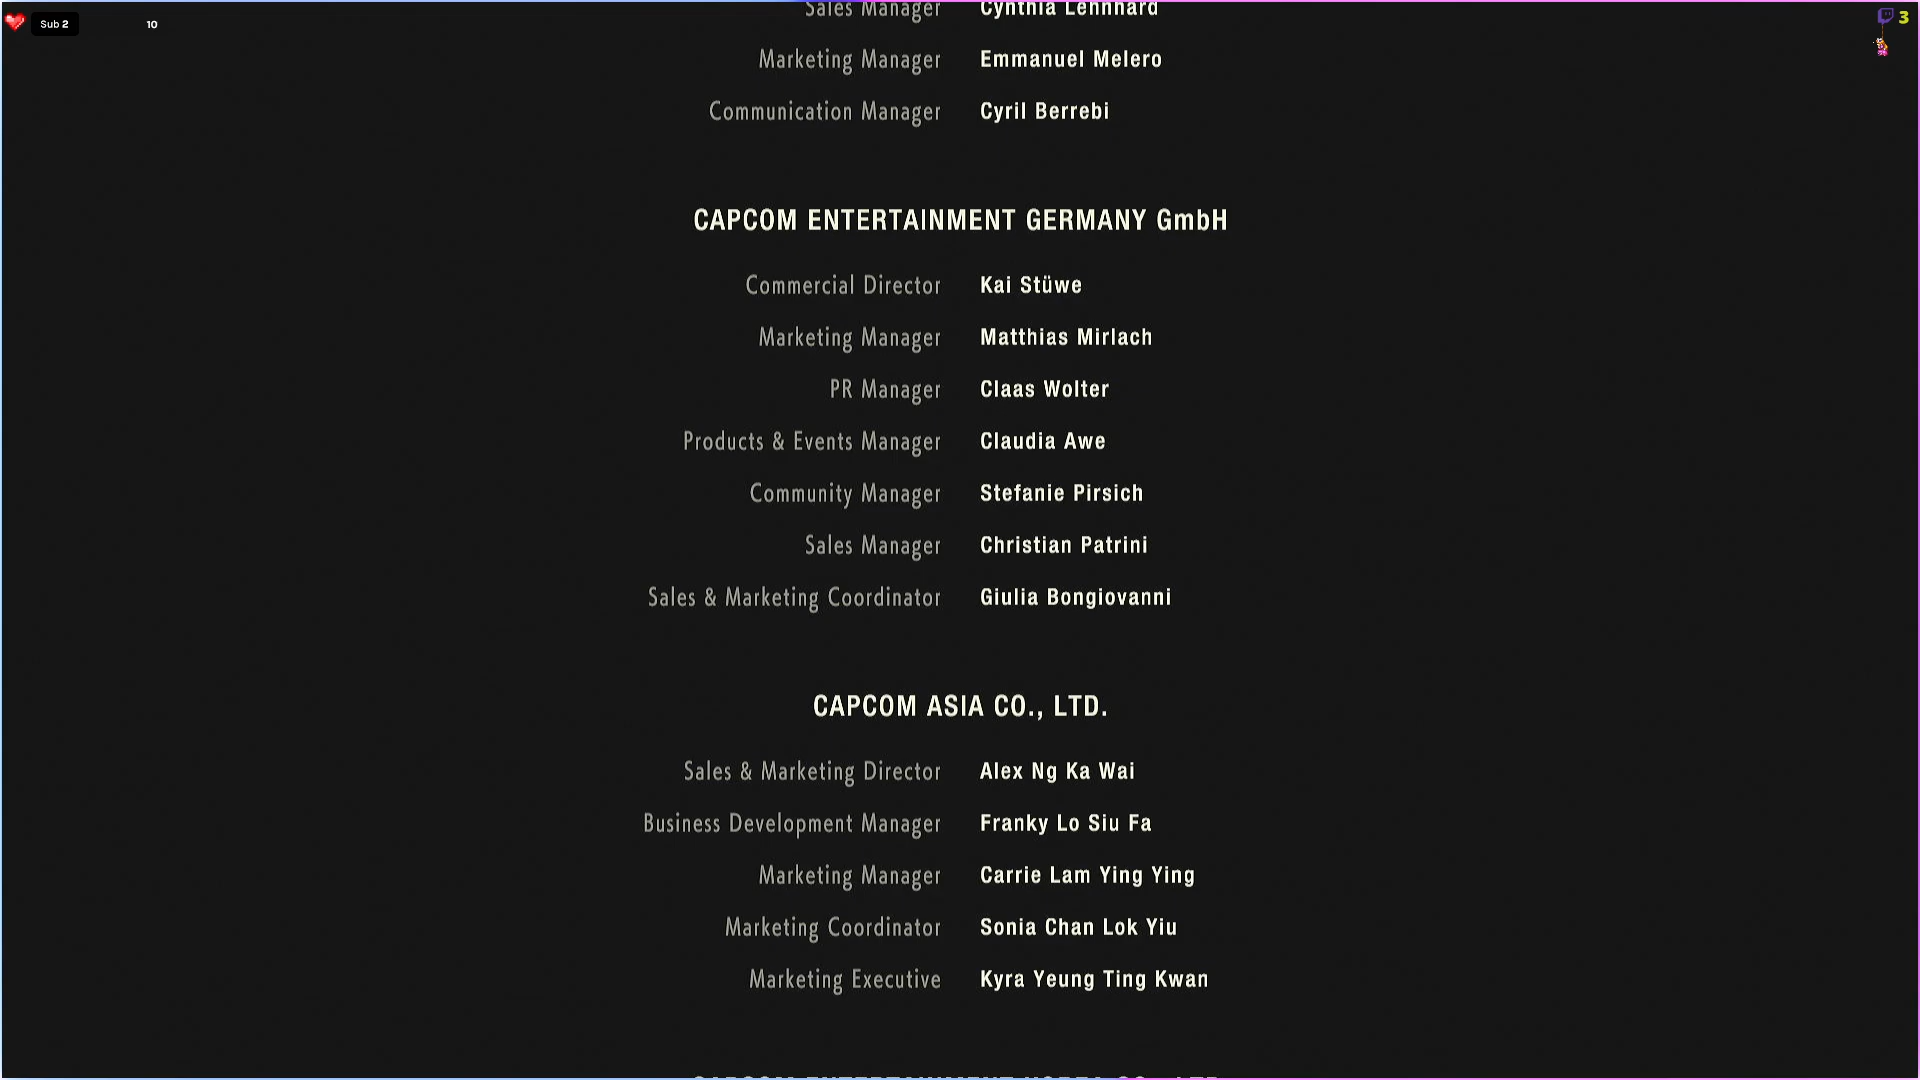 Sub 2 10 3
Sales Manager Cynthia Lennhard
Marketing Manager Emmanuel Melero
Communication Manager Cyril Berrebi
CAPCOM ENTERTAINMENT GERMANY GmbH
Commercial Director Kai Stüwe
Marketing Manager Matthias Mirlach
PR Manager Claas Wolter
Products & Events Manager Claudia Awe
Community Manager Stefanie Pirsich
Sales Manager Christian Patrini
Sales & Marketing Coordinator Giulia Bongiovanni
CAPCOM ASIA CO., LTD.
Sales & Marketing Director Alex Ng Ka Wai
Business Development Manager Franky Lo Siu Fa
Marketing Manager Carrie Lam Ying Ying
Marketing Coordinator Sonia Chan Lok Yiu
Marketing Executive Kyra Yeung Ting Kwan